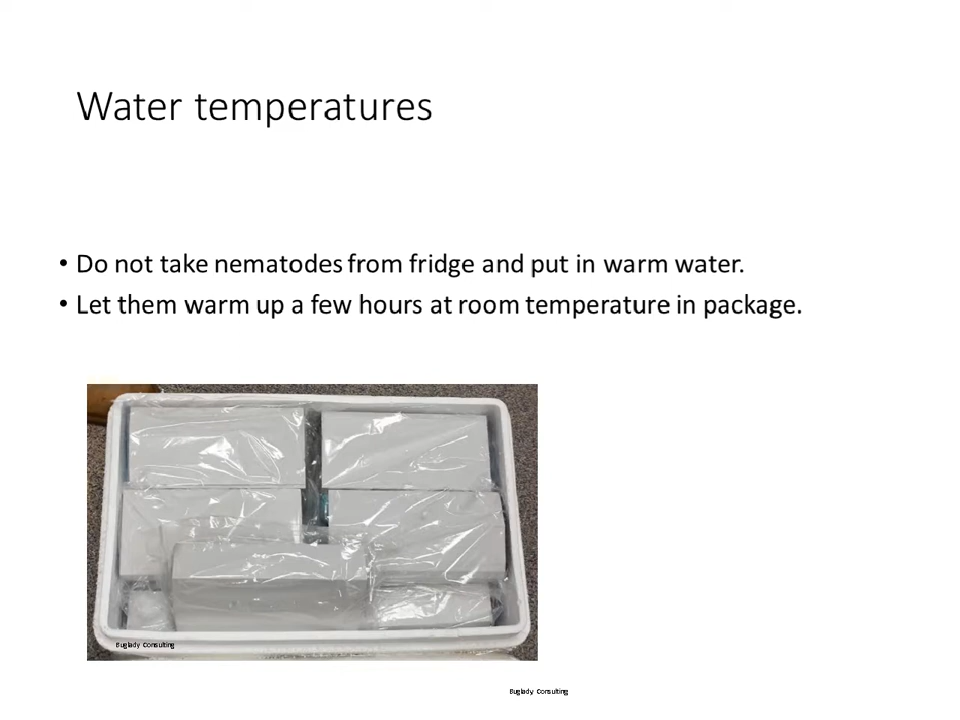 Water temperatures
• Do not take nematodes from fridge and put in warm water.
• Let them warm up a few hours at room temperature in package.
Buglady Consulting
Buglady Consulting